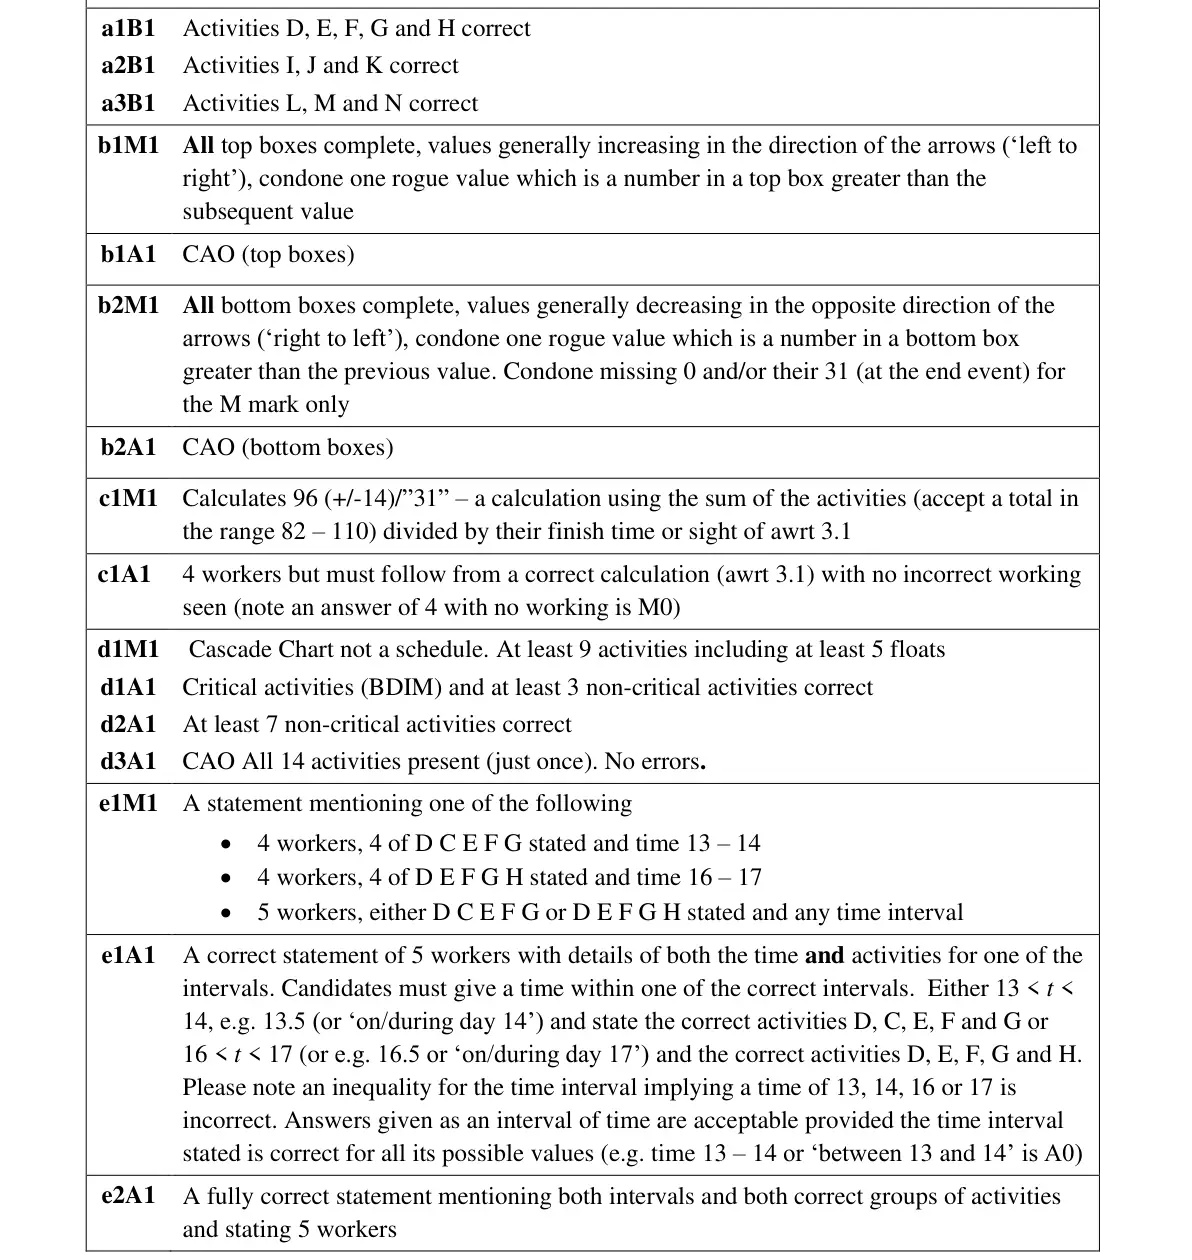 a1B1 Activities D, E, F, G and H correct
a2B1 Activities I, J and K correct
a3B1 Activities L, M and N correct
b1M1 All top boxes complete, values generally increasing in the direction of the arrows (‘left to
right’), condone one rogue value which is a number in a top box greater than the
subsequent value
b1A1 CAO (top boxes)
b2M1 All bottom boxes complete, values generally decreasing in the opposite direction of the
arrows (‘right to left’), condone one rogue value which is a number in a bottom box
greater than the previous value. Condone missing 0 and/or their 31 (at the end event) for
the M mark only
b2A1 CAO (bottom boxes)
c1M1 Calculates 96 (+/-14)/”31” – a calculation using the sum of the activities (accept a total in
the range 82 – 110) divided by their finish time or sight of awrt 3.1
c1A1 4 workers but must follow from a correct calculation (awrt 3.1) with no incorrect working
seen (note an answer of 4 with no working is M0)
d1M1 Cascade Chart not a schedule. At least 9 activities including at least 5 floats
d1A1 Critical activities (BDIM) and at least 3 non-critical activities correct
d2A1 At least 7 non-critical activities correct
d3A1 CAO All 14 activities present (just once). No errors.
e1M1 A statement mentioning one of the following
• 4 workers, 4 of D C E F G stated and time 13 – 14
• 4 workers, 4 of D E F G H stated and time 16 – 17
• 5 workers, either D C E F G or D E F G H stated and any time interval
e1A1 A correct statement of 5 workers with details of both the time and activities for one of the
intervals. Candidates must give a time within one of the correct intervals. Either 13 < t <
14, e.g. 13.5 (or ‘on/during day 14’) and state the correct activities D, C, E, F and G or
16 < t < 17 (or e.g. 16.5 or ‘on/during day 17’) and the correct activities D, E, F, G and H.
Please note an inequality for the time interval implying a time of 13, 14, 16 or 17 is
incorrect. Answers given as an interval of time are acceptable provided the time interval
stated is correct for all its possible values (e.g. time 13 – 14 or ‘between 13 and 14’ is A0)
e2A1 A fully correct statement mentioning both intervals and both correct groups of activities
and stating 5 workers